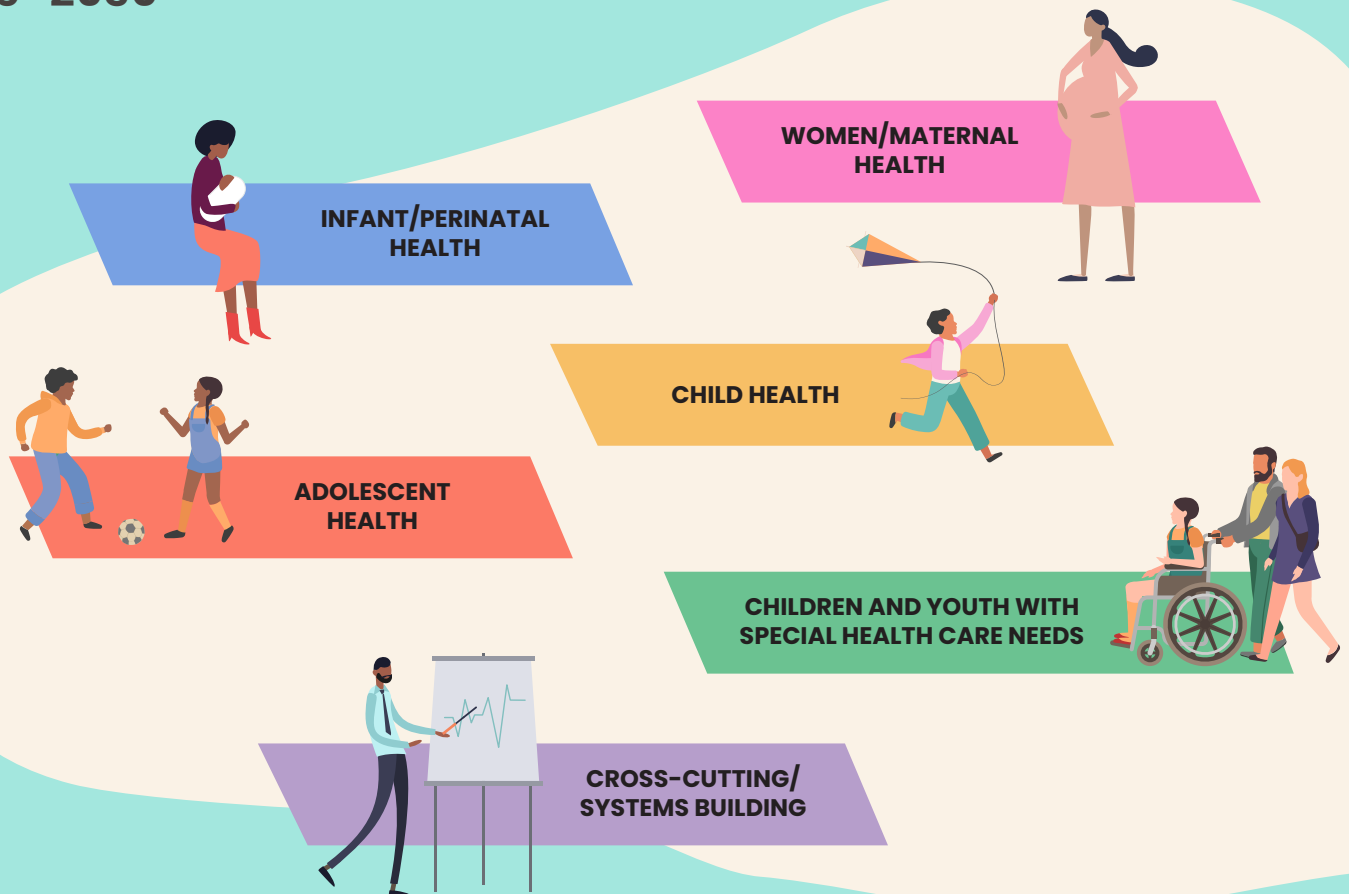 WOMEN/MATERNAL
HEALTH
INFANT/PERINATAL
HEALTH
CHILD HEALTH
ADOLESCENT
HEALTH
CHILDREN AND YOUTH WITH
SPECIAL HEALTH CARE NEEDS
CROSS-CUTTING/
SYSTEMS BUILDING